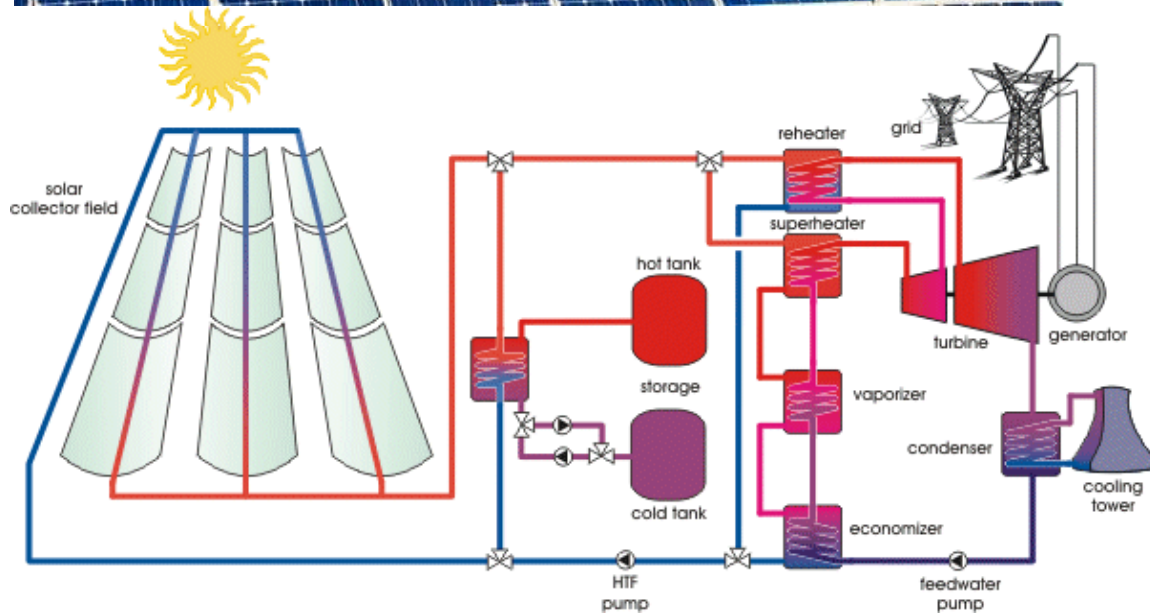 solar
collector field
reheater
grid
superheater
hot tank
storage
cold tank
vaporizer
economizer
turbine
generator
condenser
cooling
tower
HTF
pump
feedwater
pump